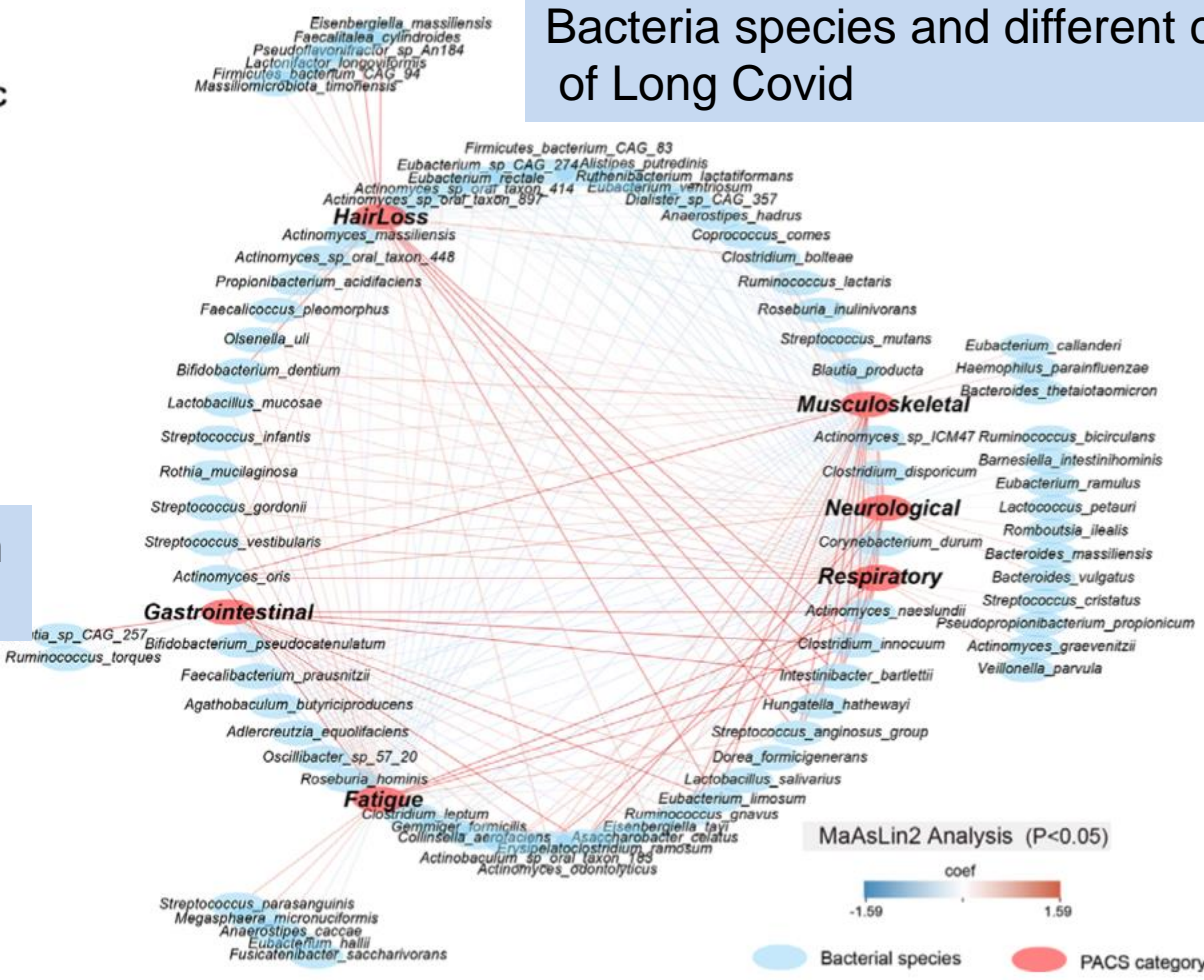 Bacteria species and different
of Long Covid
c
Eisenbergiella_massiliensis
Faecalitalea_cylindroides
Pseudoflavonifractor_sp_An184
Lactonifactor_longoviformis
Firmicutes_bacterium_CAG_94
Massiliomicrobiota_timonensis
Firmicutes_bacterium_CAG_83
Eubacterium_sp_CAG_274
Alistipes_putredinis
Eubacterium_rectale
Ruthenibacterium_lactatiformans
Actinomyces_sp_oral_taxon_414
Eubacterium_ventriosum
Actinomyces_sp_oral_taxon_897
Dialister_sp_CAG_357
HairLoss
Anaerostipes_hadrus
Actinomyces_massiliensis
Coprococcus_comes
Actinomyces_sp_oral_taxon_448
Clostridium_bolteae
Propionibacterium_acidifaciens
Ruminococcus_lactaris
Faecalicoccus_pleomorphus
Roseburia_inulinivorans
Olsenella_uli
Streptococcus_mutans
Eubacterium_callanderi
Bifidobacterium_dentium
Blautia_producta
Haemophilus_parainfluenzae
Bacteroides_thetaiotaomicron
Lactobacillus_mucosae
Musculoskeletal
Streptococcus_infantis
Actinomyces_sp_ICM47
Ruminococcus_bicirculans
Barnesiella_intestinihominis
Rothia_mucilaginosa
Clostridium_disporicum
Eubacterium_ramulus
Streptococcus_gordonii
Neurological
Lactococcus_petauri
Romboutsia_ilealis
Streptococcus_vestibularis
Corynebacterium_durum
Bacteroides_massiliensis
Actinomyces_oris
Respiratory
Bacteroides_vulgatus
Streptococcus_cristatus
Gastrointestinal
Actinomyces_naeslundii
Pseudopropionibacterium_propionicum
tia_sp_CAG_257
Bifidobacterium_pseudocatenulatum
Clostridium_innocuum
Actinomyces_graevenitzii
Ruminococcus_torques
Veillonella_parvula
Faecalibacterium_prausnitzii
Intestinibacter_bartlettii
Agathobaculum_butyriciproducens
Hungatella_hathewayi
Adlercreutzia_equolifaciens
Streptococcus_anginosus_group
Oscillibacter_sp_57_20
Dorea_formicigenerans
Roseburia_hominis
Lactobacillus_salivarius
Fatigue
Eubacterium_limosum
Clostridium_leptum
Ruminococcus_gnavus
Gemmiger_formicilis
Eisenbergiella_tayi
Collinsella_aerofaciens
Asaccharobacter_celatus
Erysipelatoclostridium_ramosum
Actinobaculum_sp_oral_taxon_183
Actinomyces_odontolyticus
Streptococcus_parasanguinis
Megasphaera_micronuciformis
Anaerostipes_caccae
Eubacterium_hallii
Fusicatenibacter_saccharivorans
MaAsLin2 Analysis (P<0.05)
coef
-1.59 1.59
Bacterial species
PACS category